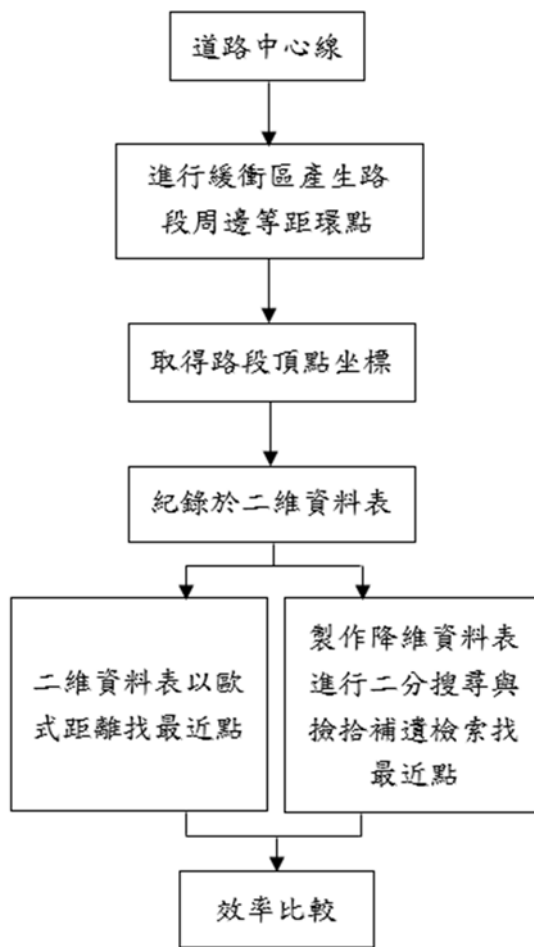 道路中心線
進行緩衝區產生路
段周邊等距環點
取得路段頂點坐標
紀錄於二維資料表
二維資料表以歐
式距離找最近點
製作降維資料表
進行二分搜尋與
撿拾補遺檢索找
最近點
效率比較